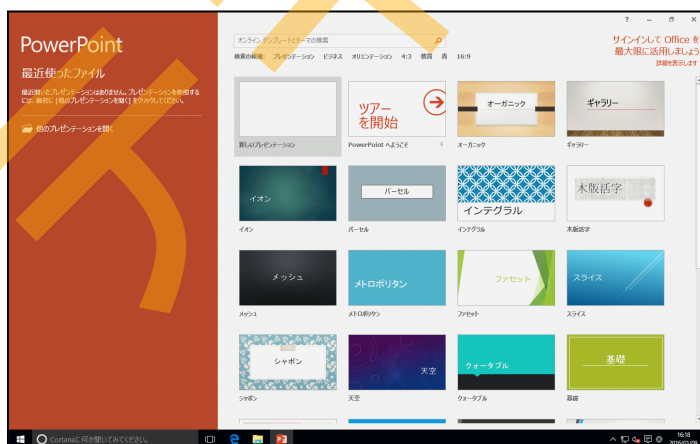 PowerPoint
最近使ったファイル
最近開いたプレゼンテーションはありません。プレゼンテーションを参照する
には、最初に [他のプレゼンテーションを開く] をクリックしてください。
他のプレゼンテーションを開く
オンライン テンプレートとテーマの検索
検索の候補: プレゼンテーション ビジネス オリエンテーション 4:3 教育 青 16:9
サインインして Office を
最大限に活用しましょう
詳細を表示します
ツアー
を開始
オーガニック
ギャラリー
新しいプレゼンテーション
PowerPoint へようこそ
オーガニック
ギャラリー
イオン
パーセル
インテグラル
木版活字
イオン
パーセル
インテグラル
木版活字
メッシュ
メトロポリタン
ファセット
スライス
メッシュ
メトロポリタン
ファセット
スライス
シャボン
天空
クォータブル
基礎
シャボン
天空
クォータブル
基礎
Cortanaに何か聞いてみてください。
16:18